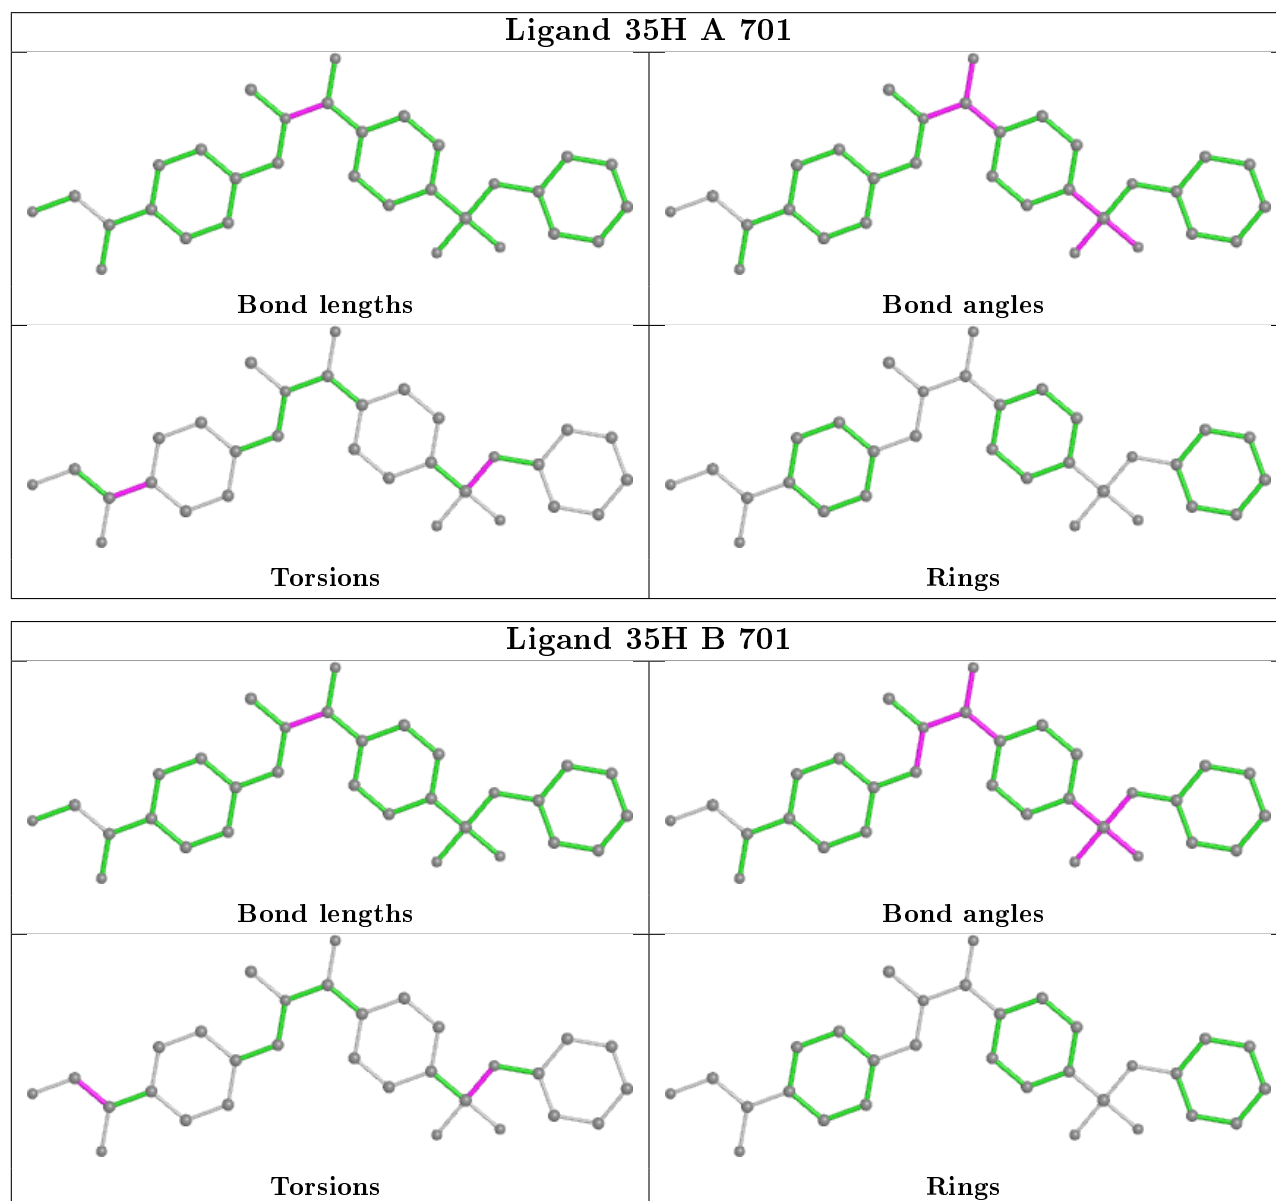 Ligand 35H A 701
Bond lengths
Bond angles
Torsions
Rings
Ligand 35H B 701
Bond lengths
Bond angles
Torsions
Rings